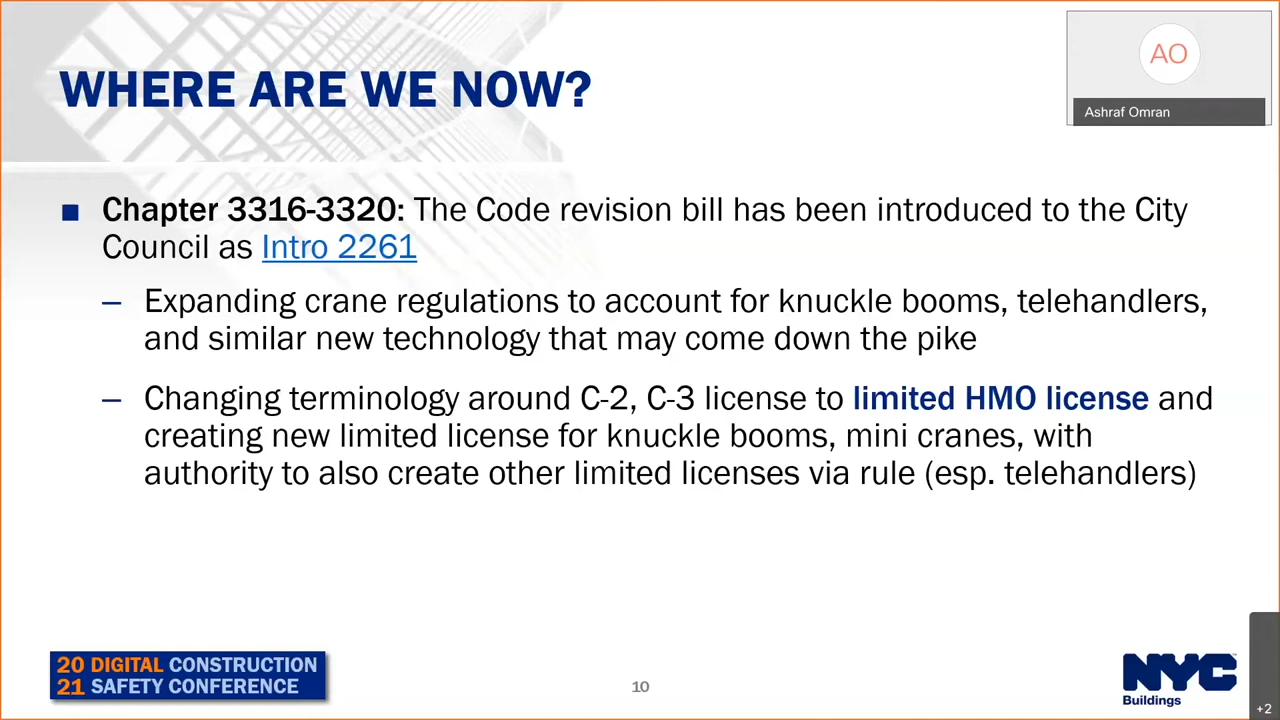 WHERE ARE WE NOW?
AO
Ashraf Omran
■ Chapter 3316-3320: The Code revision bill has been introduced to the City
Council as Intro 2261
– Expanding crane regulations to account for knuckle booms, telehandlers,
and similar new technology that may come down the pike
– Changing terminology around C-2, C-3 license to limited HMO license and
creating new limited license for knuckle booms, mini cranes, with
authority to also create other limited licenses via rule (esp. telehandlers)
20 DIGITAL CONSTRUCTION
21 SAFETY CONFERENCE
10
NYC™
Buildings
+2